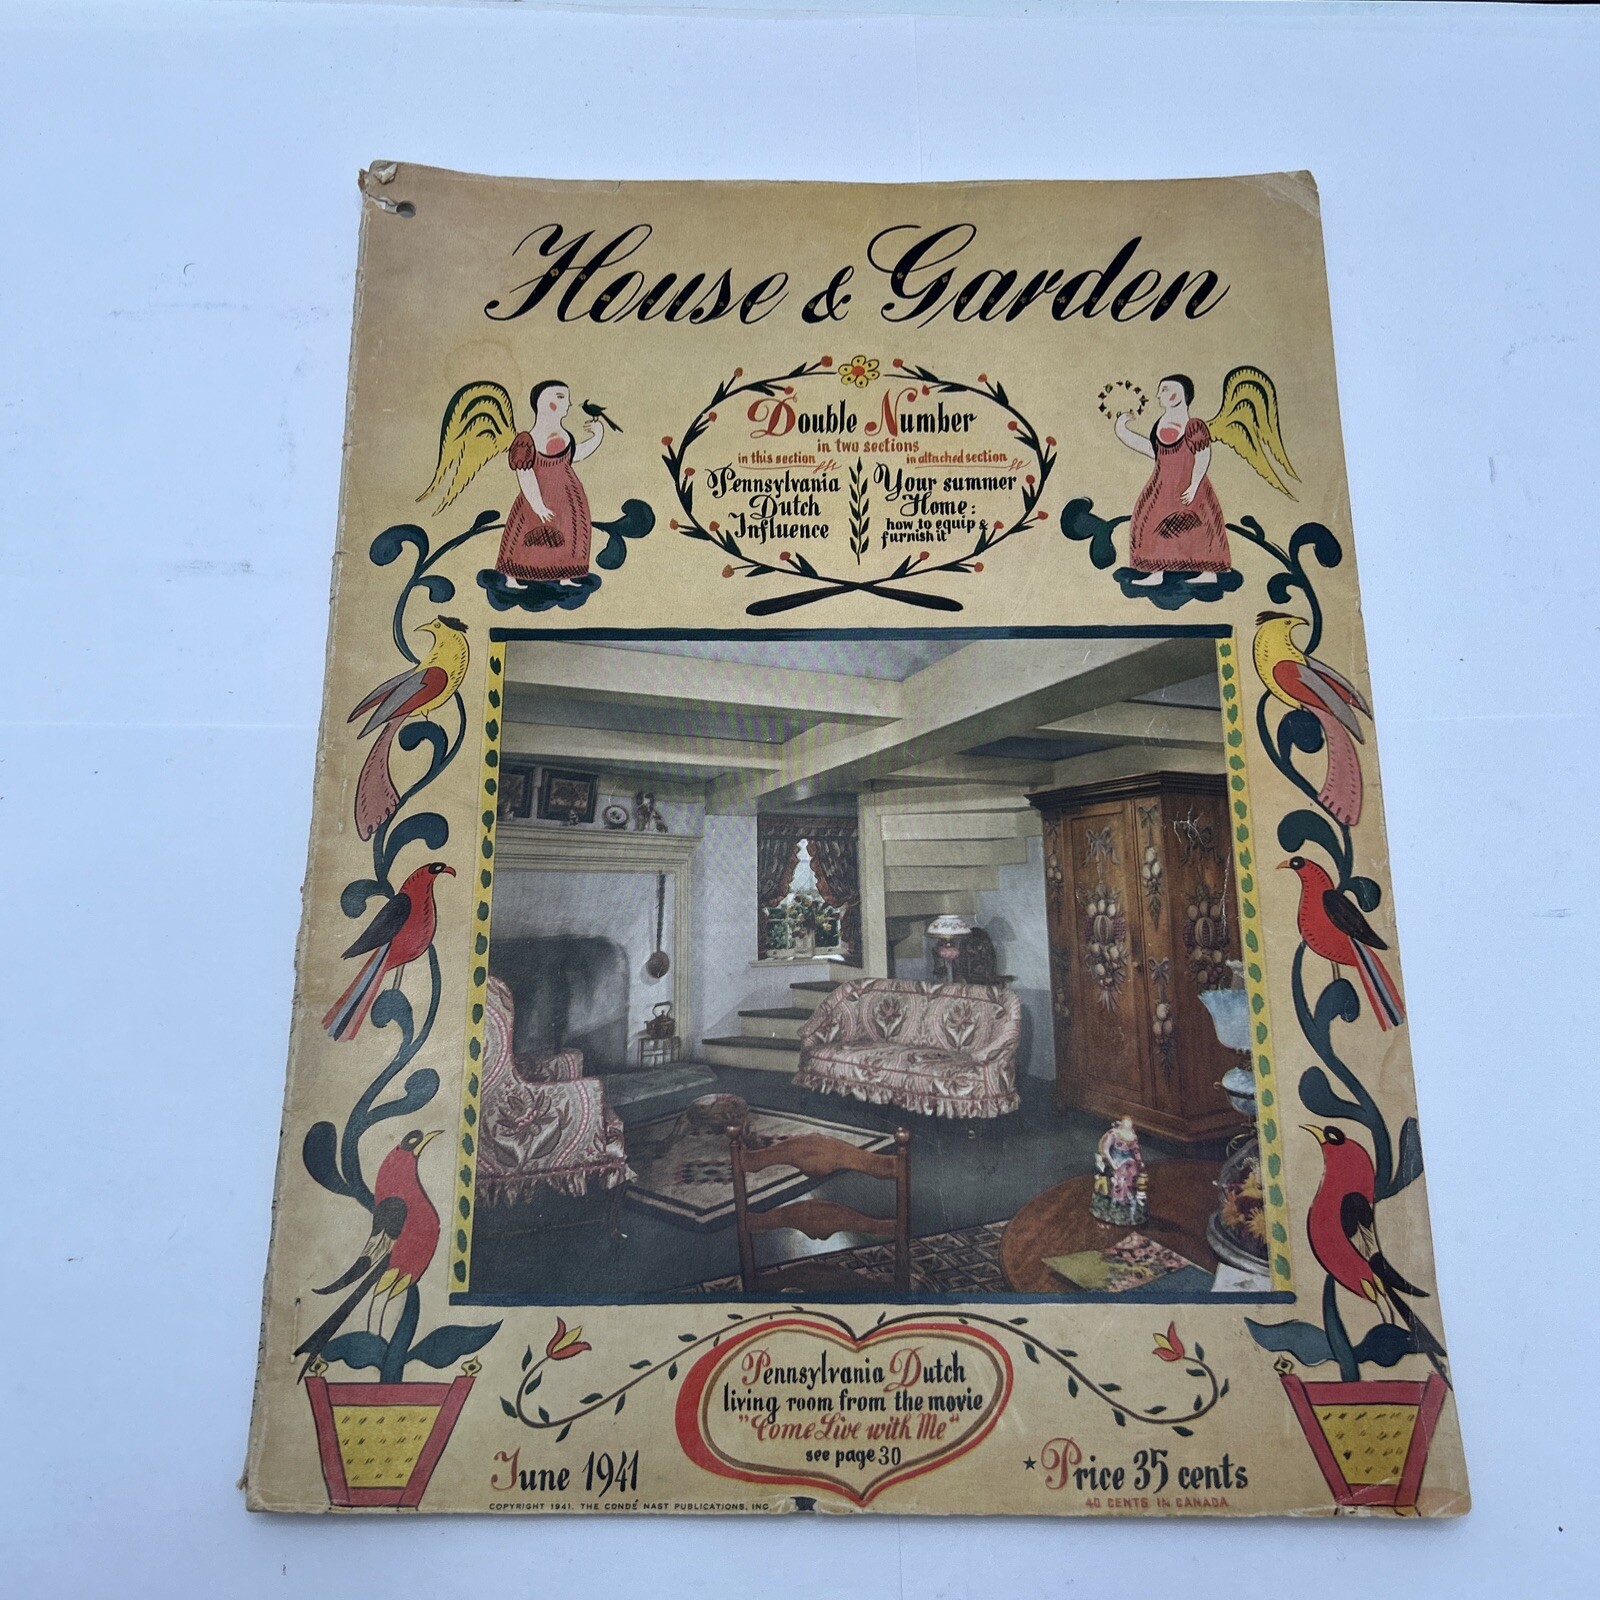 House & Garden
Double Number
in two sections
in this section
Pennsylvania
Dutch
Influence
in attached section
Your summer
Home:
how to equip &
furnish it
Pennsylvania Dutch
living room from the movie
"Come Live with Me"
see page 30
June 1941
★ Price 35 cents
40 CENTS IN CANADA
COPYRIGHT 1941, THE CONDÉ NAST PUBLICATIONS, INC.